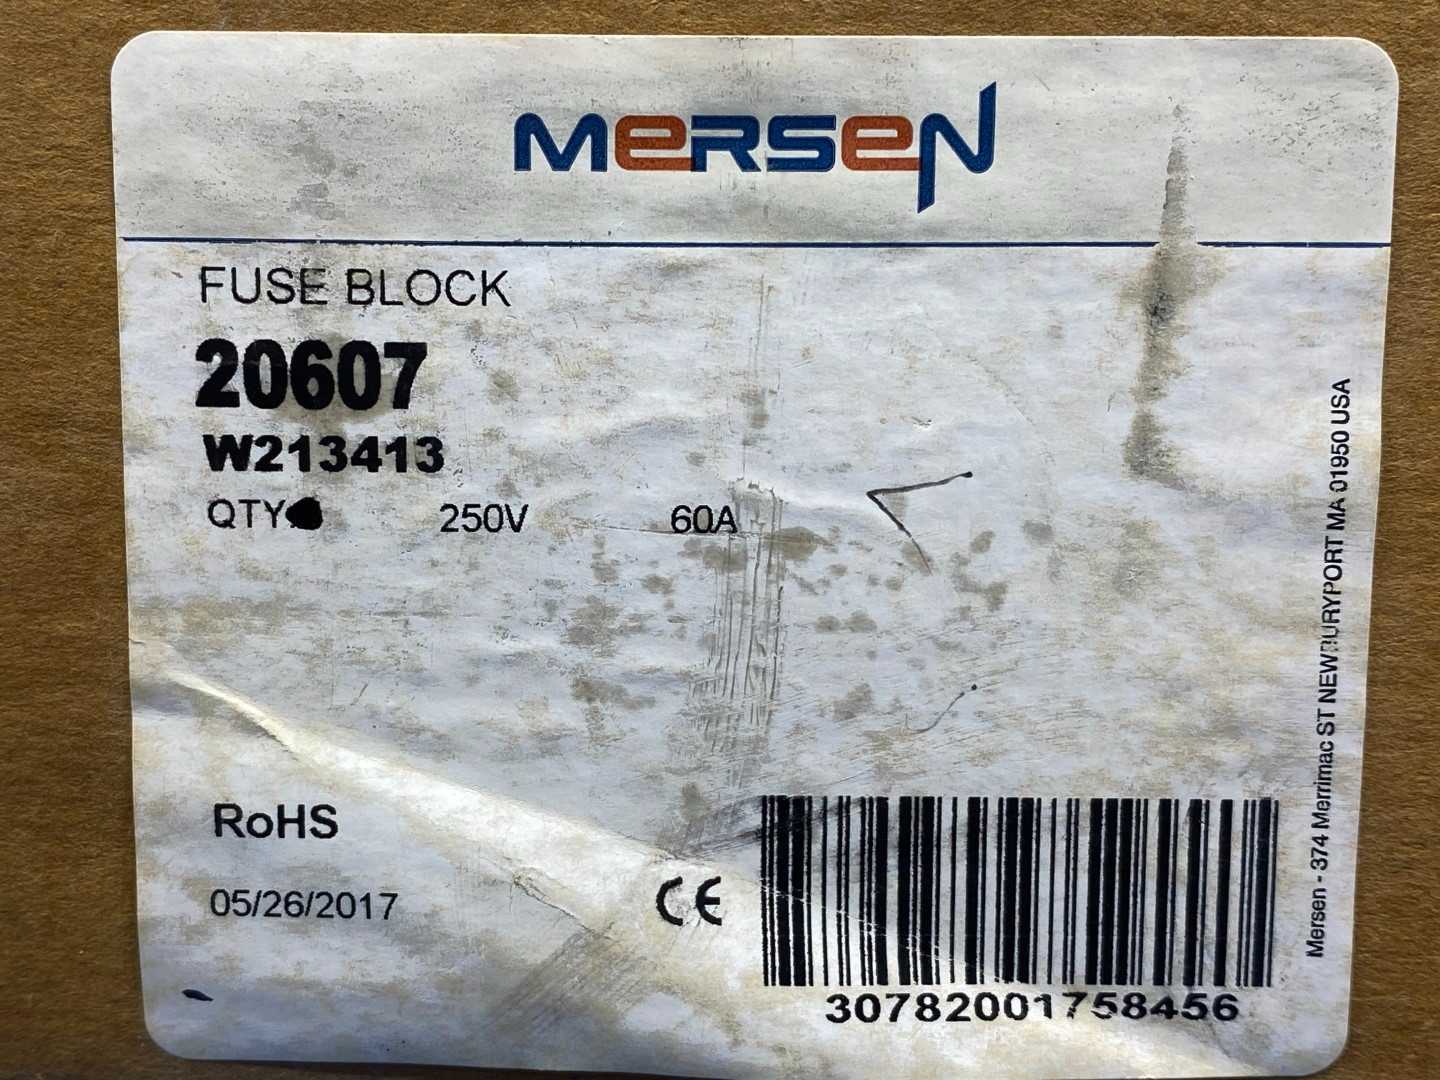 MERSEN
FUSE BLOCK
20607
W213413
QTY 250V 60A
RoHS
05/26/2017
CE
30782001758456
Mersen - 374 Merrimac ST NEWBURYPORT MA 01950 USA